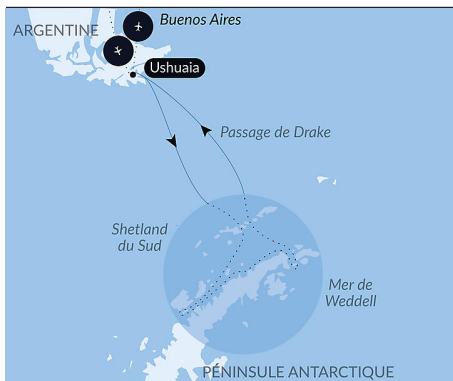 Buenos Aires
ARGENTINE
Ushuaia
Passage de Drake
Shetland
du Sud
Mer de
Weddell
PÉNINSULE ANTARCTIQUE